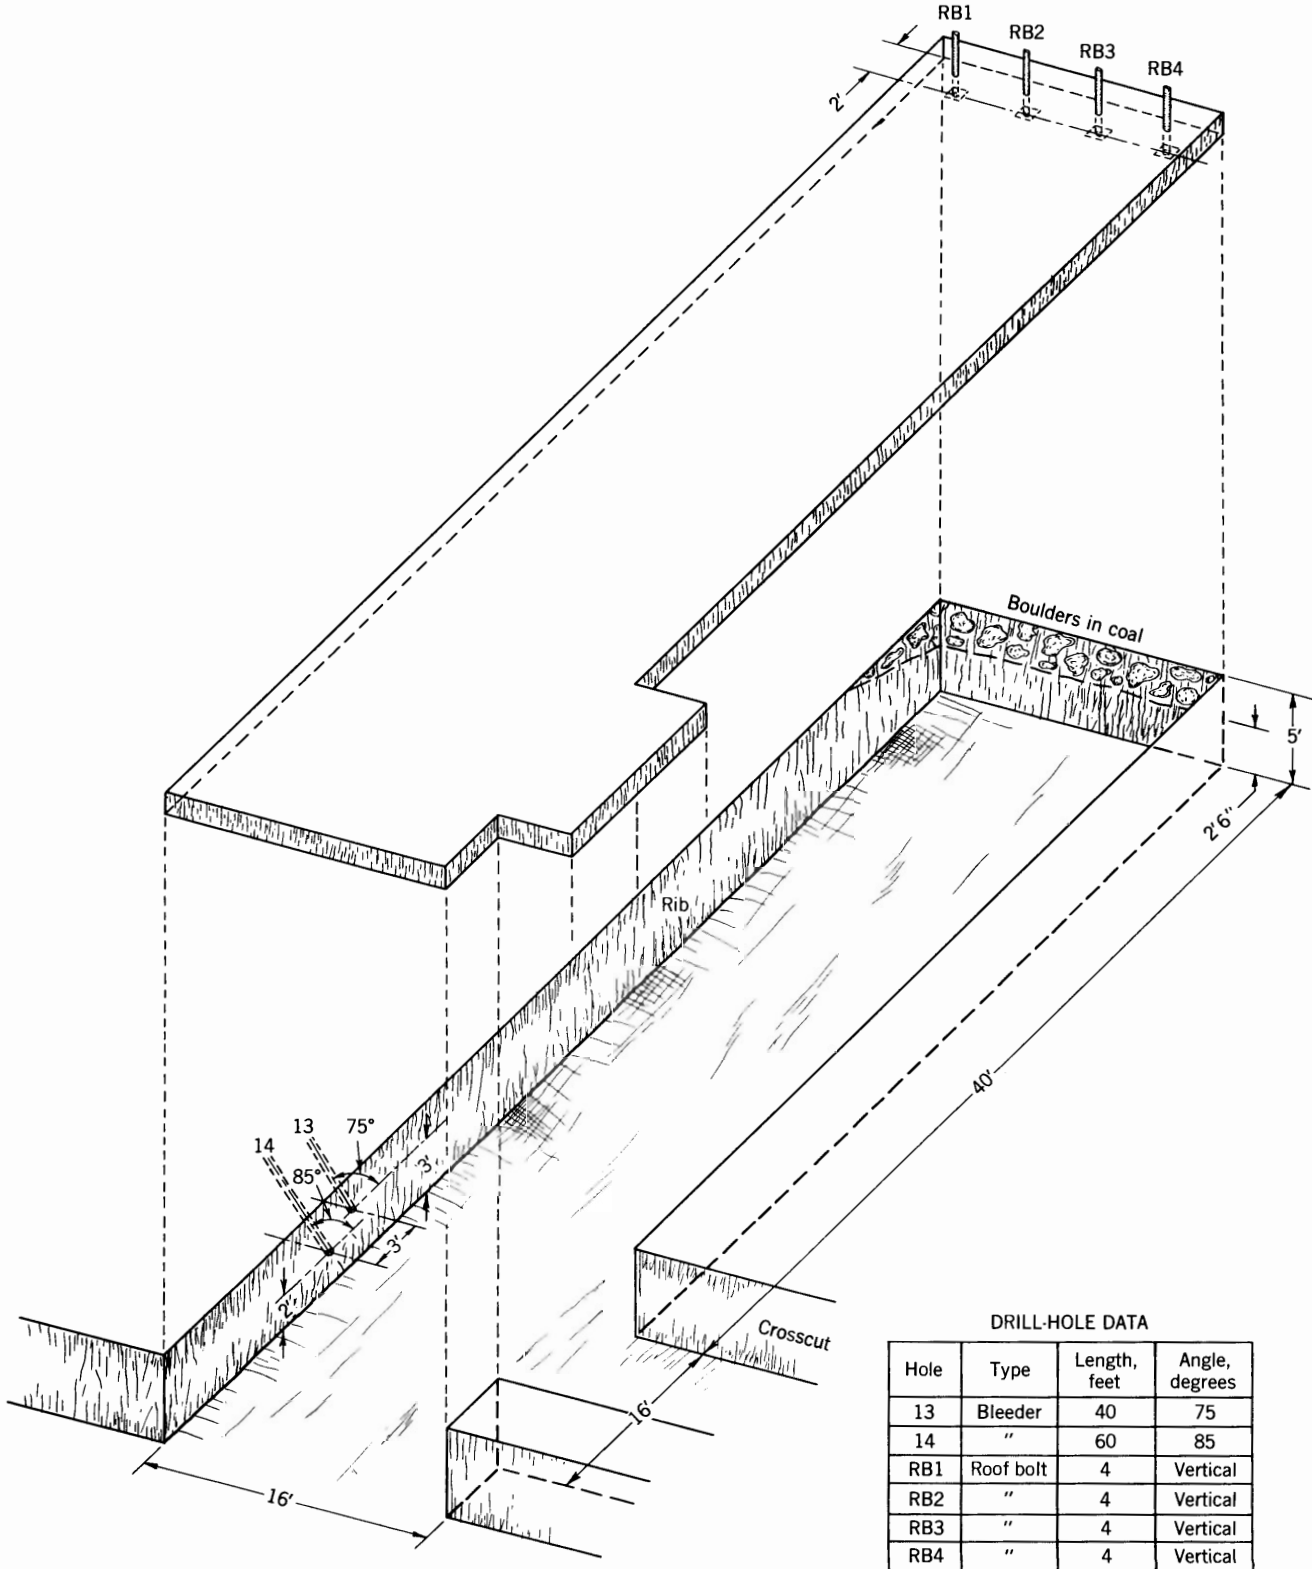 RB1
RB2
RB3
RB4
2'
Boulders in coal
5'
2'6"
Rib
40'
13
75°
14
85°
3'
3'
2'
Crosscut
16'
16'
DRILL-HOLE DATA
Hole Type Length, feet Angle, degrees
13 Bleeder 40 75
14 " 60 85
RB1 Roof bolt 4 Vertical
RB2 " 4 Vertical
RB3 " 4 Vertical
RB4 " 4 Vertical